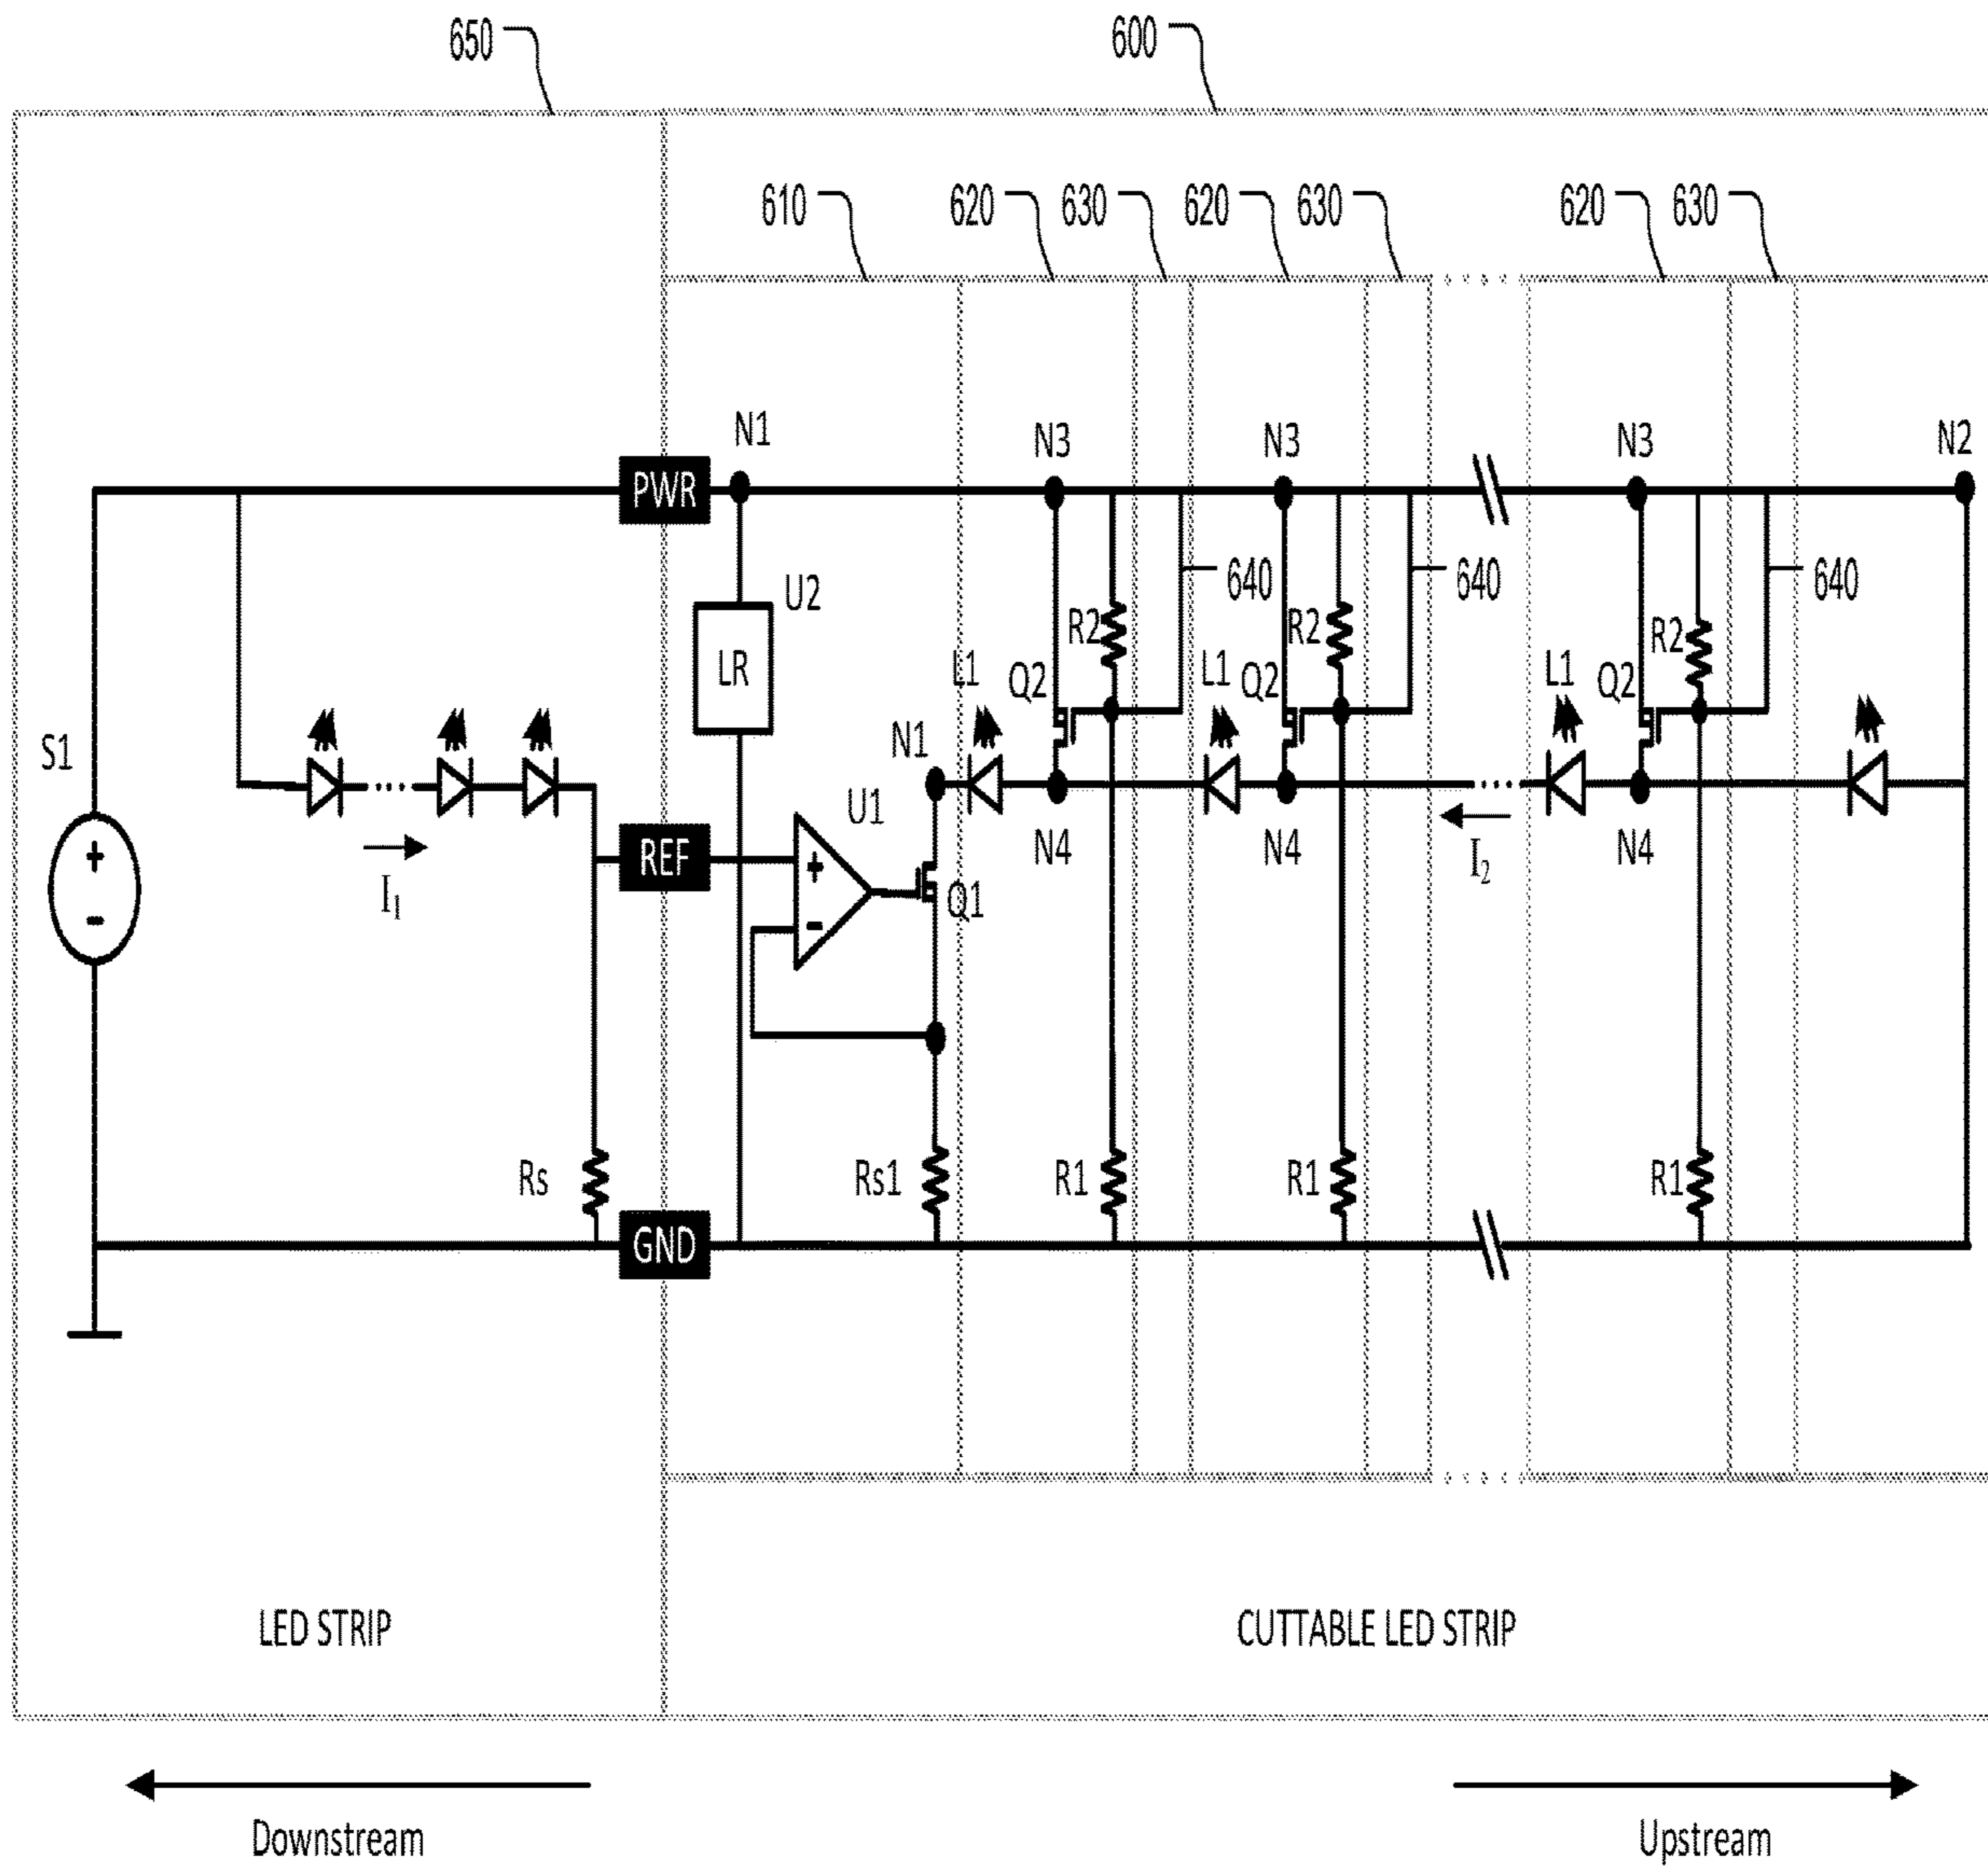 650
600
610
620
630
620
630
620
630
PWR
N1
N3
N3
N3
N2
U2
LR
640
640
640
R2
R2
R2
L1
Q2
L1
Q2
L1
Q2
S1
N1
U1
I1
REF
+
-
+
-
Q1
N4
N4
I2
N4
Rs
Rs1
R1
R1
R1
GND
LED STRIP
CUTTABLE LED STRIP
Downstream
Upstream